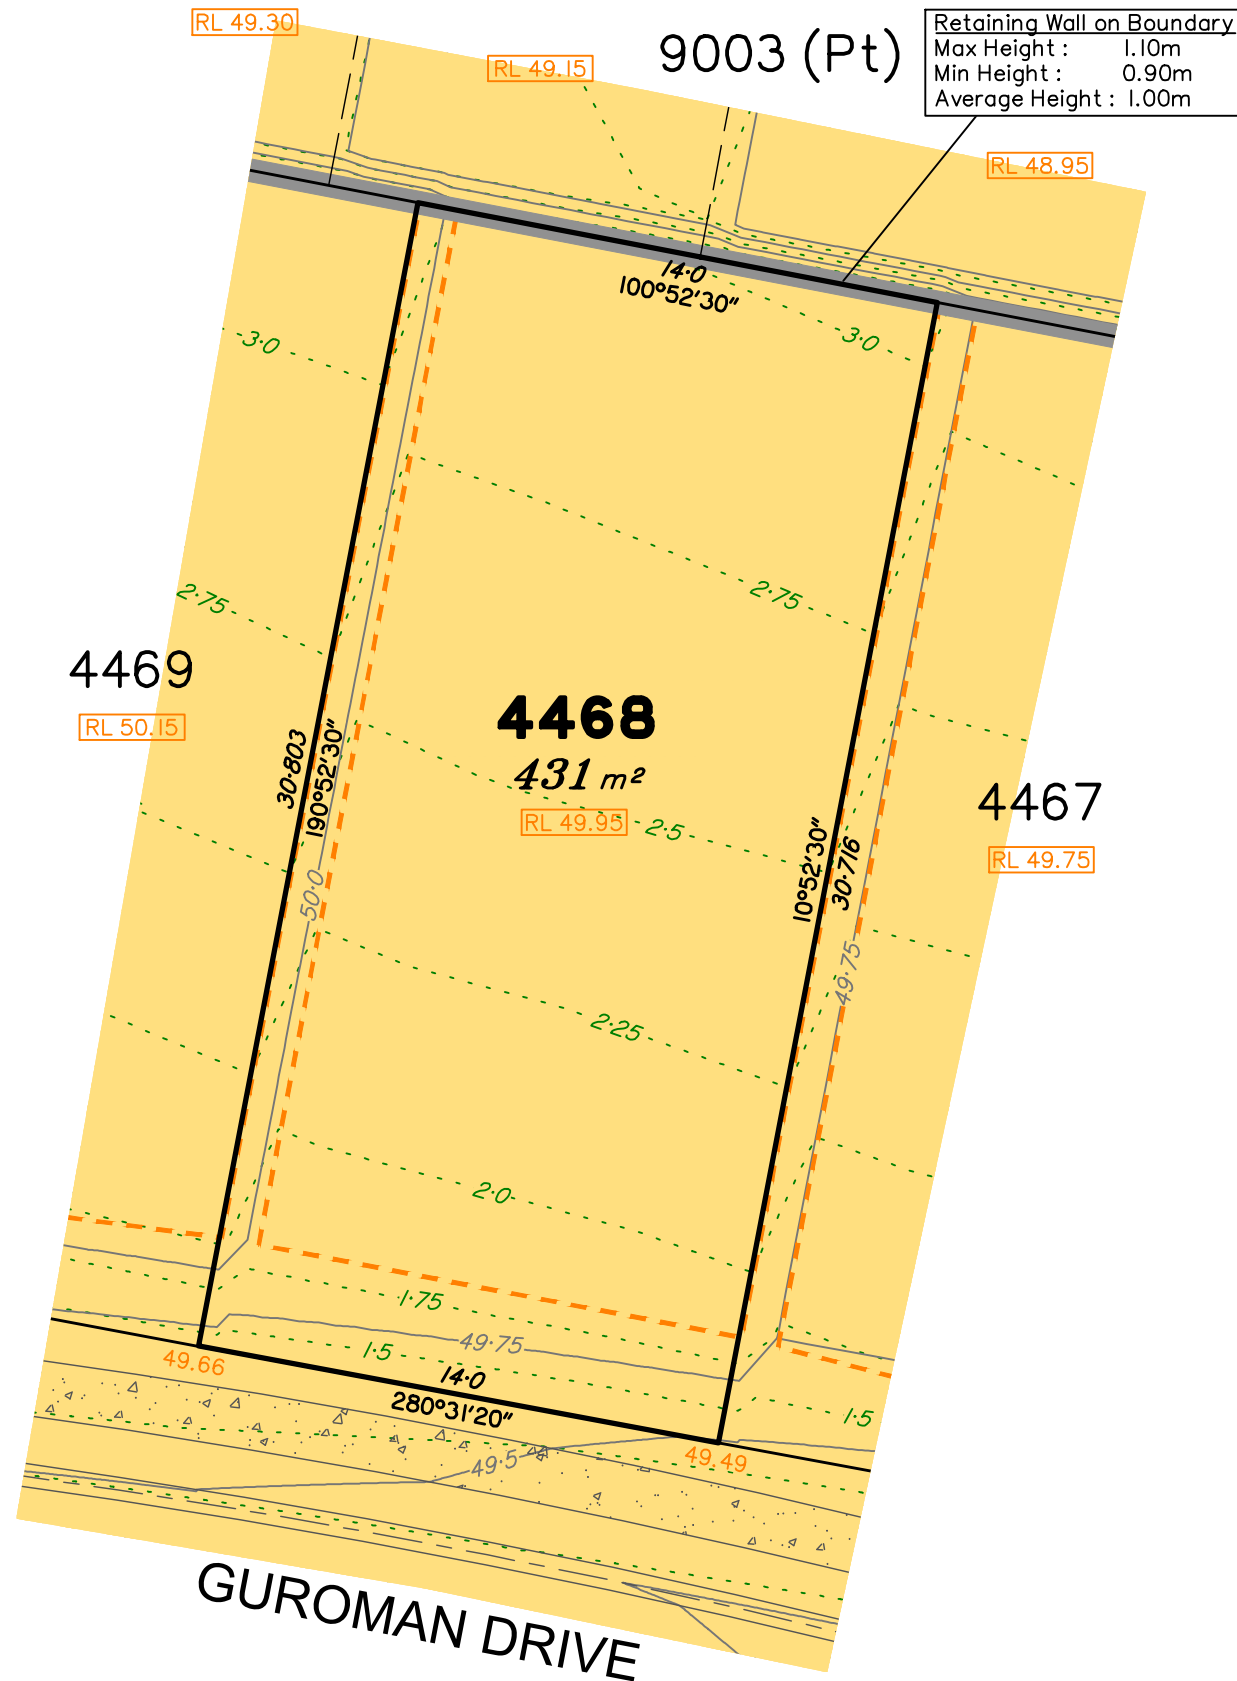 RL 49.30
RL 49.15
9003 (Pt)
Retaining Wall on Boundary
Max Height : 1.10m
Min Height : 0.90m
Average Height : 1.00m
RL 48.95
14·0
100°52'30"
3·0
3·0
2·75
2·75
4469
RL 50.15
4468
431 m²
RL 49.95
2·5
4467
RL 49.75
30·803
190°52'30"
10°52'30"
30·716
50·0
49·75
2·25
2·0
1·75
49·75
1·5
49.66
14·0
280°31'20"
1·5
49·5
49.49
GUROMAN DRIVE